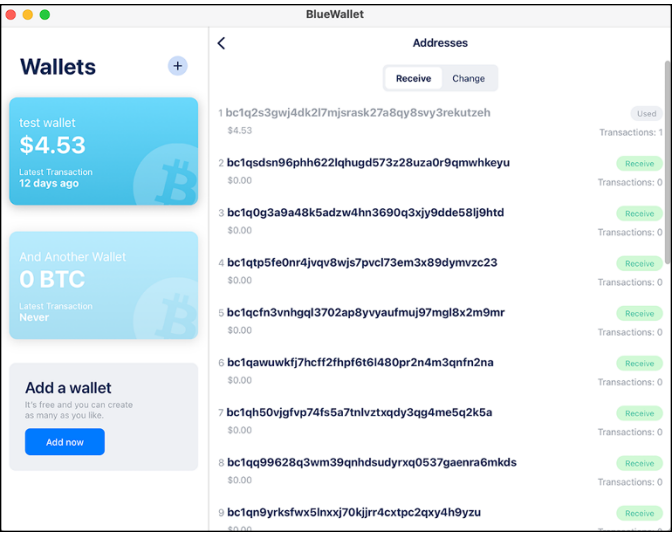 BlueWallet
Wallets
+
test wallet
$4.53
Latest Transaction
12 days ago
And Another Wallet
0 BTC
Latest Transaction
Never
Add a wallet
It's free and you can create
as many as you like.
Add now
Addresses
Receive Change
1 bc1q2s3gwj4dk2l7mjsrask27a8qy8svy3rekutzeh Used
$4.53 Transactions: 1
2 bc1qsdsn96phh622lqhugd573z28uza0r9qmwhkeyu Receive
$0.00 Transactions: 0
3 bc1q0g3a9a48k5adzw4hn3690q3xjy9dde58lj9htd Receive
$0.00 Transactions: 0
4 bc1qtp5fe0nr4jvqv8wjs7pvcl73em3x89dymvzc23 Receive
$0.00 Transactions: 0
5 bc1qcfn3vnhgql3702ap8yvyaufmuj97mgl8x2m9mr Receive
$0.00 Transactions: 0
6 bc1qawuwkfj7hcff2fhpf6t6l480pr2n4m3qnfn2na Receive
$0.00 Transactions: 0
7 bc1qh50vjgfvp74fs5a7tnlvztxqdy3qg4me5q2k5a Receive
$0.00 Transactions: 0
8 bc1qq99628q3wm39qnhdsudyrxq0537gaenra6mkds Receive
$0.00 Transactions: 0
9 bc1qn9yrksfwx5lnxxj70kjjrr4cxtpc2qxy4h9yzu Receive
$0.00 Transactions: 0